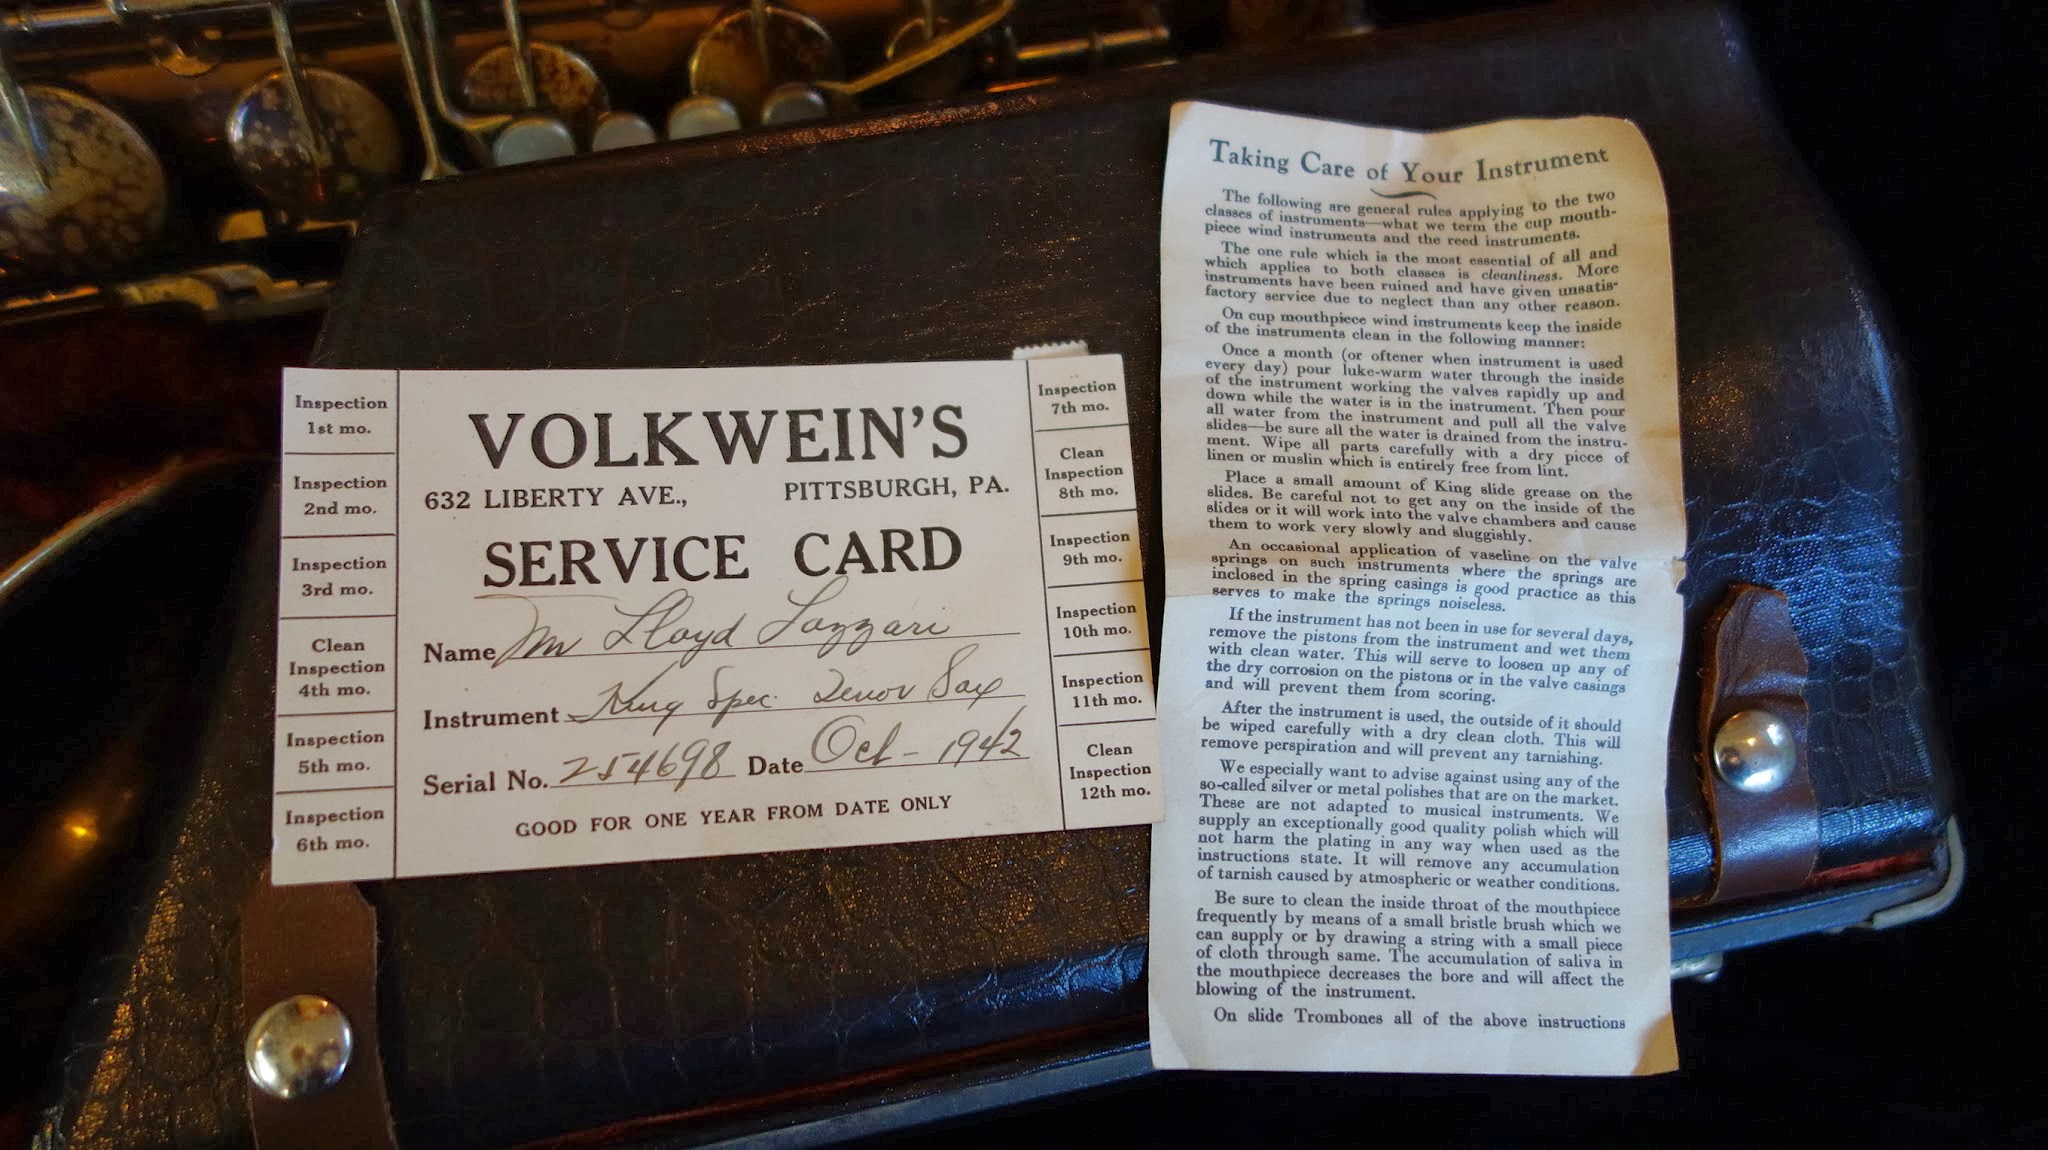 Inspection
1st mo.
Inspection
2nd mo.
Inspection
3rd mo.
Clean
Inspection
4th mo.
Inspection
5th mo.
Inspection
6th mo.
VOLKWEIN'S
632 LIBERTY AVE., PITTSBURGH, PA.
SERVICE CARD
Name Mr Lloyd Lazzari
Instrument King Spec. Tenor Sax
Serial No. 254698 Date Oct - 1942
GOOD FOR ONE YEAR FROM DATE ONLY
Inspection
7th mo.
Clean
Inspection
8th mo.
Inspection
9th mo.
Inspection
10th mo.
Inspection
11th mo.
Clean
Inspection
12th mo.
Taking Care of Your Instrument
The following are general rules applying to the two
classes of instruments—what we term the cup mouth-
piece wind instruments and the reed instruments.
The one rule which is the most essential of all and
which applies to both classes is cleanliness. More
instruments have been ruined and have given unsatis-
factory service due to neglect than any other reason.
On cup mouthpiece wind instruments keep the inside
of the instruments clean in the following manner:
Once a month (or oftener when instrument is used
every day) pour luke-warm water through the inside
of the instrument working the valves rapidly up and
down while the water is in the instrument. Then pour
all water from the instrument and pull all the valve
slides—be sure all the water is drained from the instru-
ment. Wipe all parts carefully with a dry piece of
linen or muslin which is entirely free from lint.
Place a small amount of King slide grease on the
slides. Be careful not to get any on the inside of the
slides or it will work into the valve chambers and cause
them to work very slowly and sluggishly.
An occasional application of vaseline on the valve
springs on such instruments where the springs are
inclosed in the spring casings is good practice as this
serves to make the springs noiseless.
If the instrument has not been in use for several days,
remove the pistons from the instrument and wet them
with clean water. This will serve to loosen up any of
the dry corrosion on the pistons or in the valve casings
and will prevent them from scoring.
After the instrument is used, the outside of it should
be wiped carefully with a dry clean cloth. This will
remove perspiration and will prevent any tarnishing.
We especially want to advise against using any of the
so-called silver or metal polishes that are on the market.
These are not adapted to musical instruments. We
supply an exceptionally good quality polish which will
not harm the plating in any way when used as the
instructions state. It will remove any accumulation
of tarnish caused by atmospheric or weather conditions.
Be sure to clean the inside throat of the mouthpiece
frequently by means of a small bristle brush which we
can supply or by drawing a string with a small piece
of cloth through same. The accumulation of saliva in
the mouthpiece decreases the bore and will affect the
blowing of the instrument.
On slide Trombones all of the above instructions